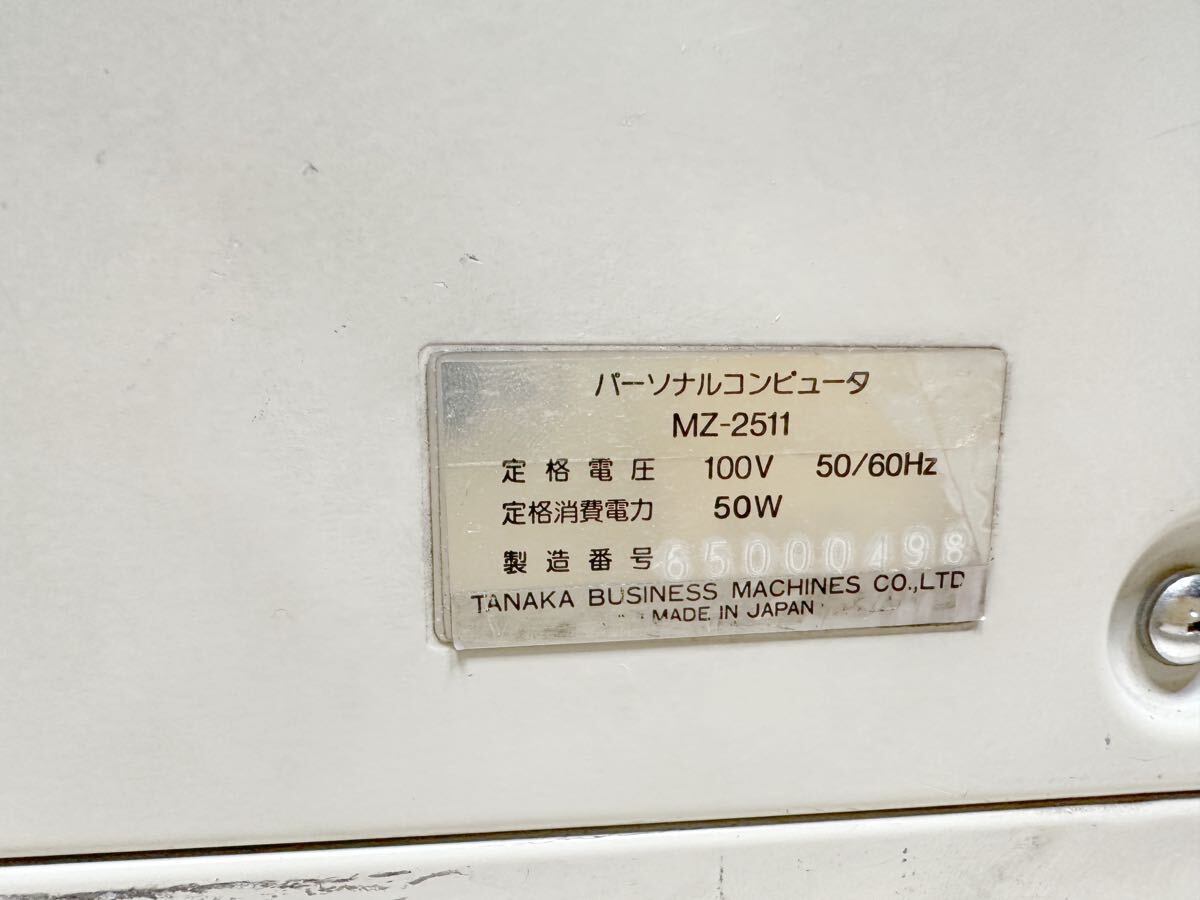 パーソナルコンピュータ
MZ-2511
定格電圧 100V 50/60Hz
定格消費電力 50W
製造番号 65000498
TANAKA BUSINESS MACHINES CO.,LTD
MADE IN JAPAN